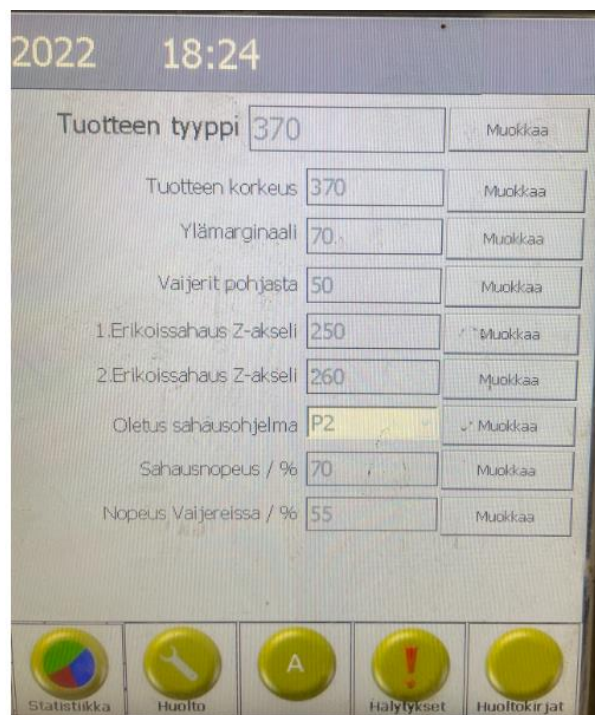 2022 18:24
Tuotteen tyyppi 370 Muokkaa
Tuotteen korkeus 370 Muokkaa
Ylämarginaali 70 Muokkaa
Vaijerit pohjasta 50 Muokkaa
1.Erikoissahaus Z-akseli 250 Muokkaa
2.Erikoissahaus Z-akseli 260 Muokkaa
Oletus sahausohjelma P2 Muokkaa
Sahausnopeus / % 70 Muokkaa
Nopeus Vaijereissa / % 55 Muokkaa
A
Statistiikka Huolto Hälytykset Huoltokirjat